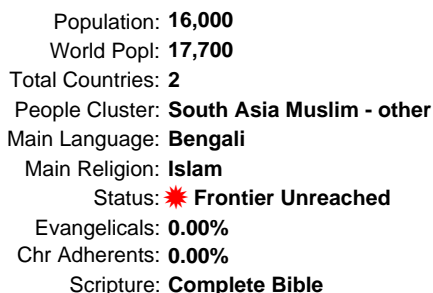 Population: 16,000
World Popl: 17,700
Total Countries: 2
People Cluster: South Asia Muslim - other
Main Language: Bengali
Main Religion: Islam
Status: Frontier Unreached
Evangelicals: 0.00%
Chr Adherents: 0.00%
Scripture: Complete Bible